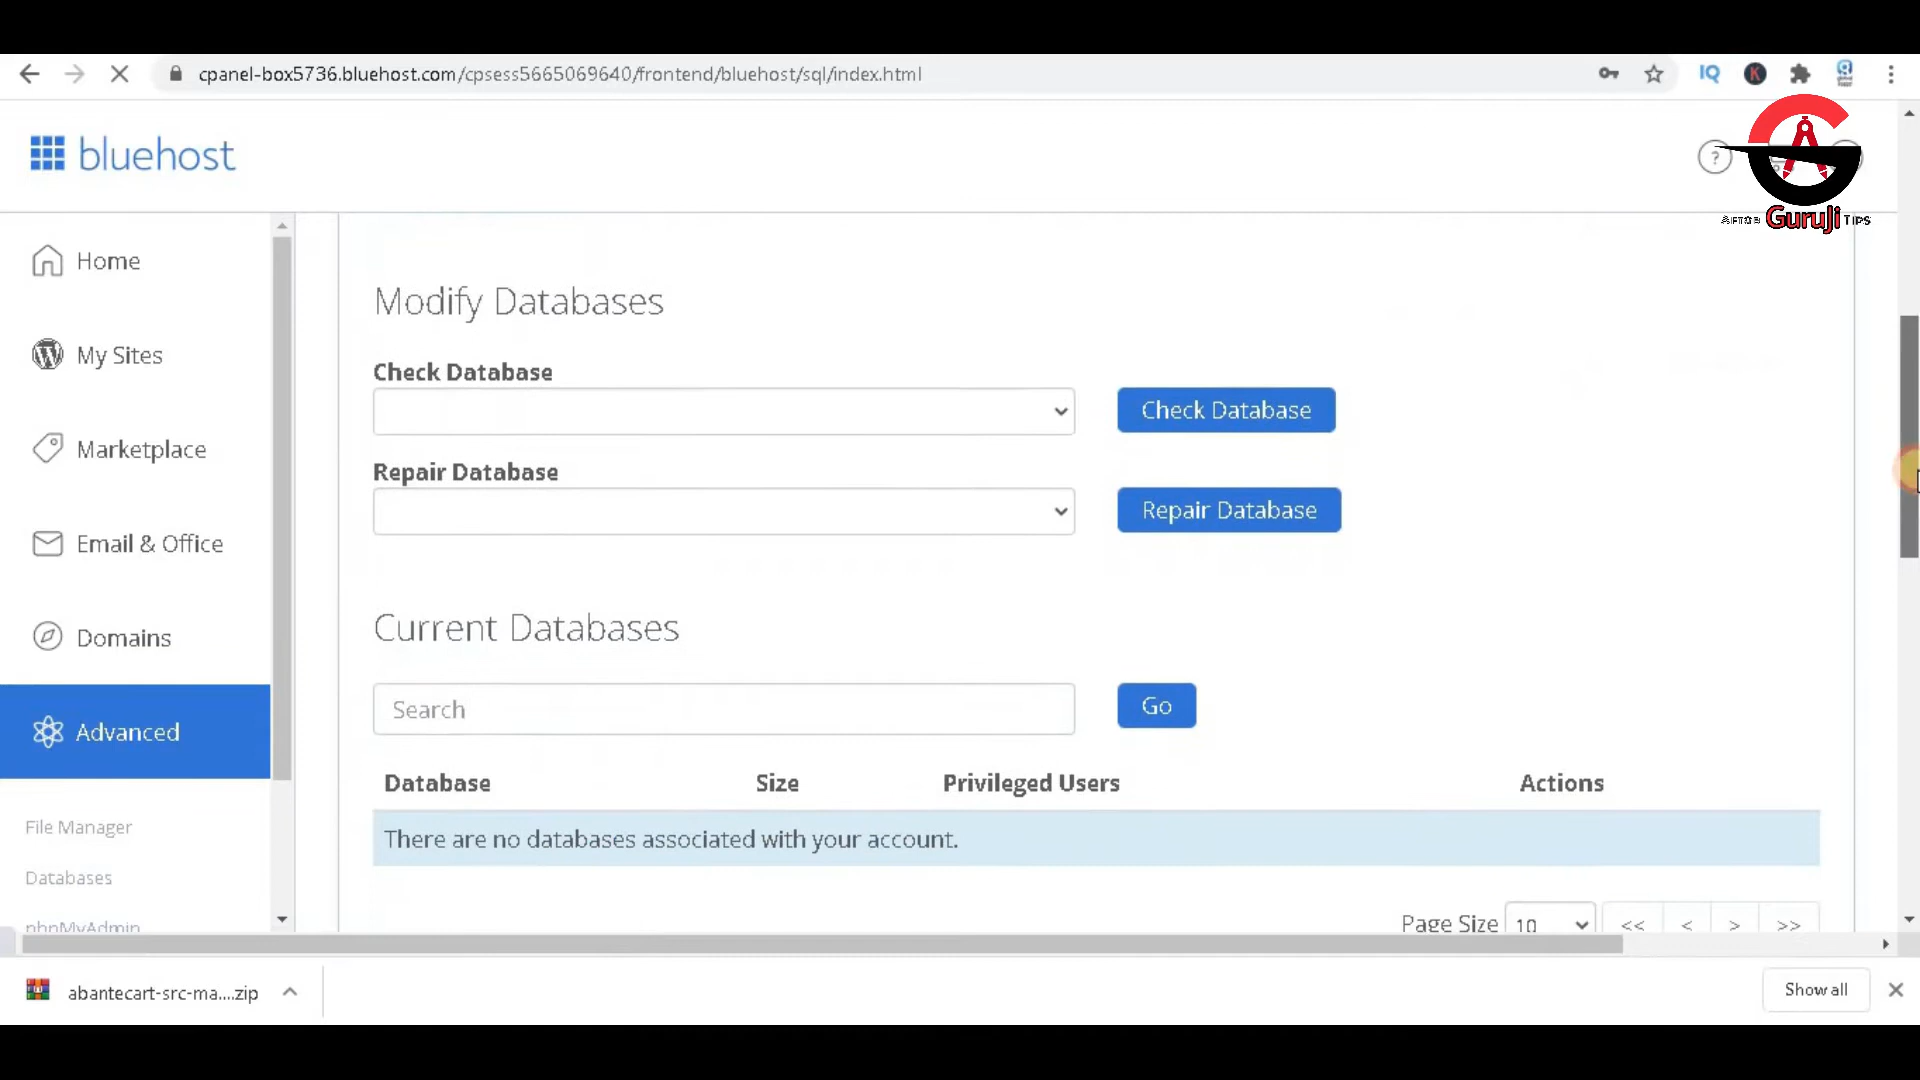 cpanel-box5736.bluehost.com/cpsess5665069640/frontend/bluehost/sql/index.html
IQ
K
bluehost
?
GuruJi TIPS
Home
My Sites
Marketplace
Email & Office
Domains
Advanced
File Manager
Databases
phpMyAdmin
Modify Databases
Check Database
Check Database
Repair Database
Repair Database
Current Databases
Search
Go
Database Size Privileged Users Actions
There are no databases associated with your account.
Page Size 10 << < > >>
abantecart-src-ma....zip
Show all